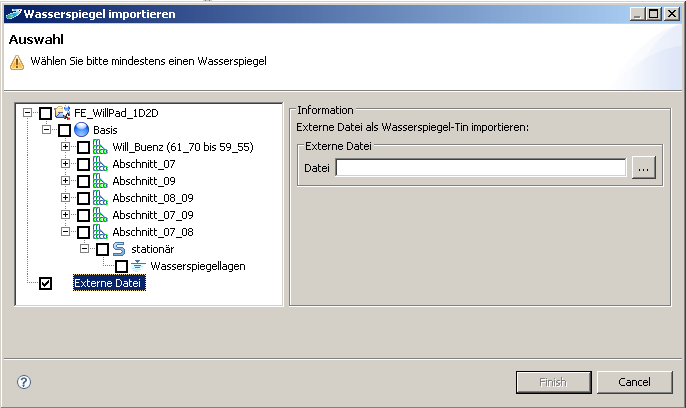 Wasserspiegel importieren
Auswahl
Wählen Sie bitte mindestens einen Wasserspiegel
FE_WillPad_1D2D
Basis
Will_Buenz (61_70 bis 59_55)
Abschnitt_07
Abschnitt_09
Abschnitt_08_09
Abschnitt_07_09
Abschnitt_07_08
stationär
Wasserspiegellagen
Externe Datei
Information
Externe Datei als Wasserspiegel-Tin importieren:
Externe Datei
Datei
...
?
Finish
Cancel